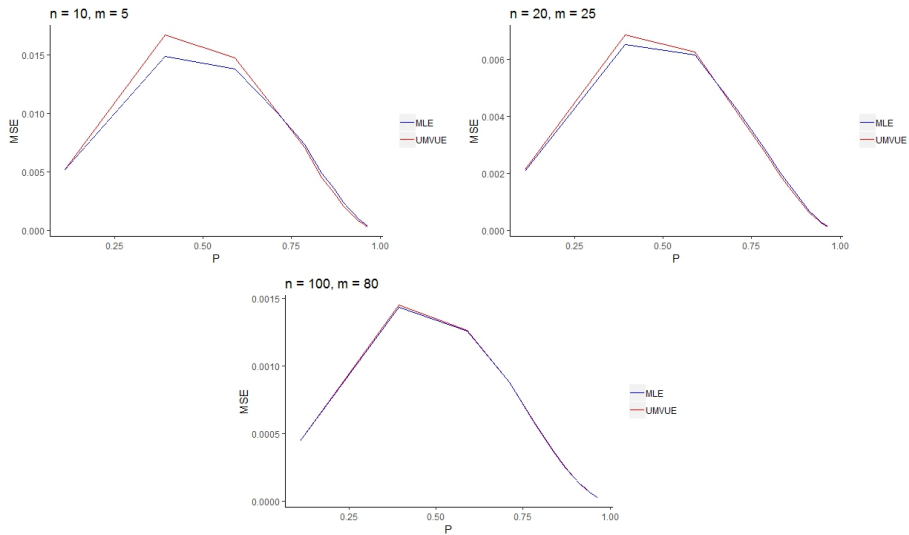 n = 10, m = 5
MSE
0.015
0.010
0.005
0.000
0.25
0.50
0.75
1.00
P
MLE
UMVUE
n = 20, m = 25
MSE
0.006
0.004
0.002
0.000
0.25
0.50
0.75
1.00
P
MLE
UMVUE
n = 100, m = 80
MSE
0.0015
0.0010
0.0005
0.0000
0.25
0.50
0.75
1.00
P
MLE
UMVUE